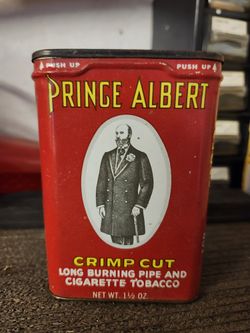 PUSH UP PUSH UP
PRINCE ALBERT
CRIMP CUT
LONG BURNING PIPE AND
CIGARETTE TOBACCO
NET WT. 1½ OZ.